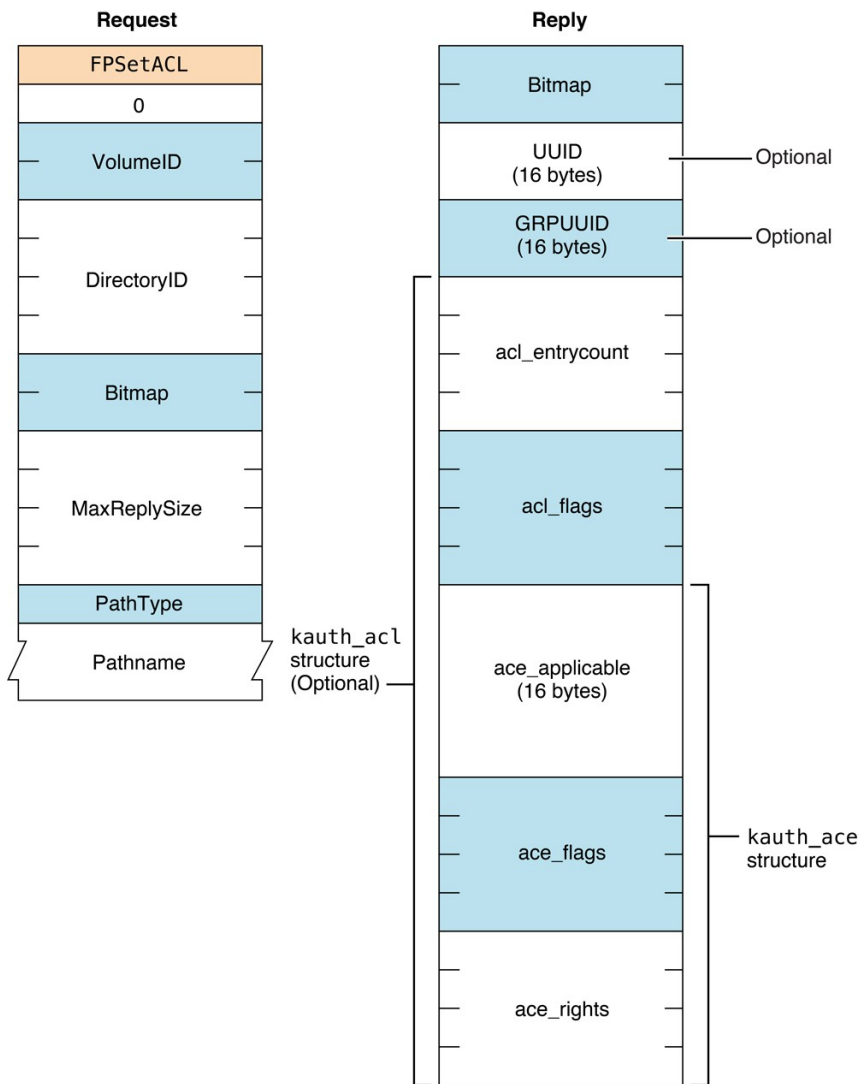 Request
FPSetACL
0
VolumeID
DirectoryID
Bitmap
MaxReplySize
PathType
Pathname
Reply
Bitmap
UUID
(16 bytes)
Optional
GRPUUID
(16 bytes)
Optional
acl_entrycount
acl_flags
kauth_acl
structure
(Optional)
ace_applicable
(16 bytes)
ace_flags
kauth_ace
structure
ace_rights